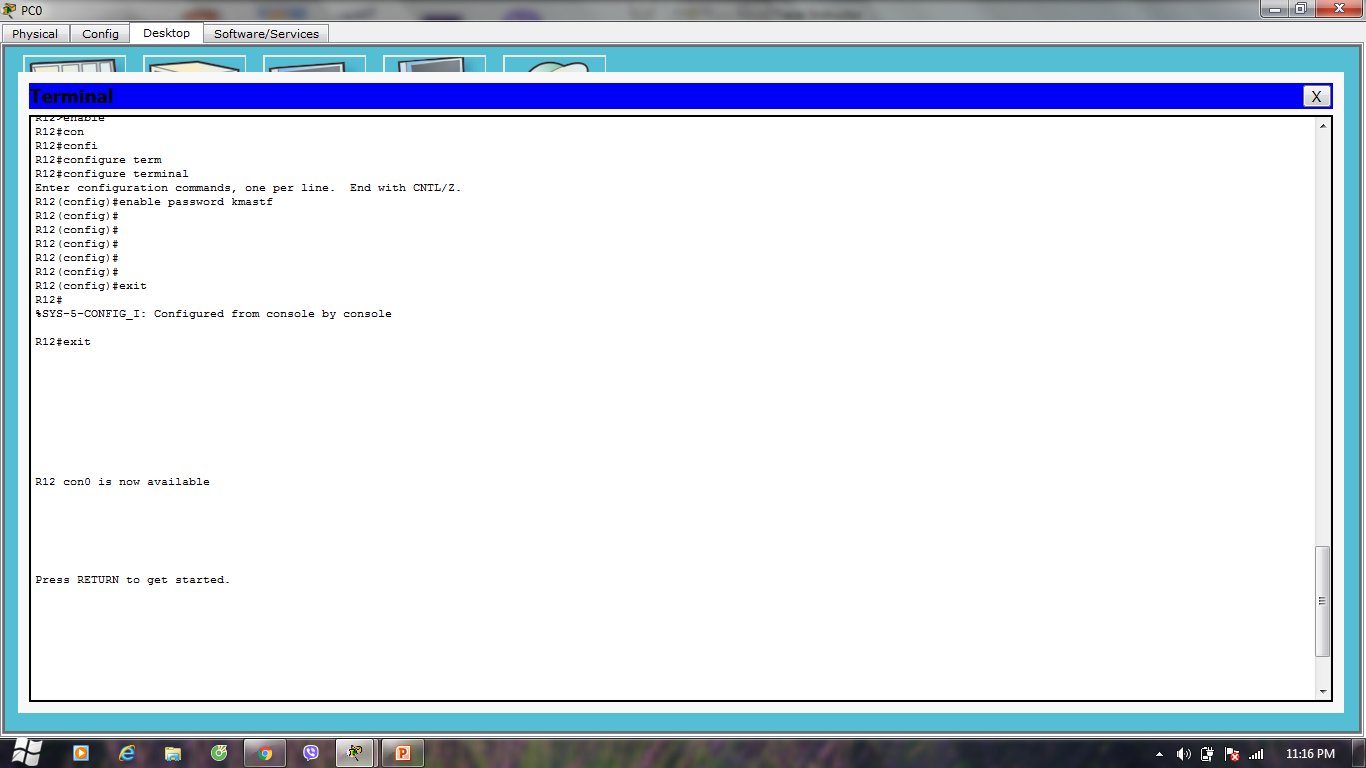 PC0
Physical Config Desktop Software/Services
Terminal X
R12>enable
R12#con
R12#confi
R12#configure term
R12#configure terminal
Enter configuration commands, one per line.  End with CNTL/Z.
R12(config)#enable password kmastf
R12(config)#
R12(config)#
R12(config)#
R12(config)#
R12(config)#
R12(config)#exit
R12#
%SYS-5-CONFIG_I: Configured from console by console
R12#exit
R12 con0 is now available
Press RETURN to get started.
11:16 PM